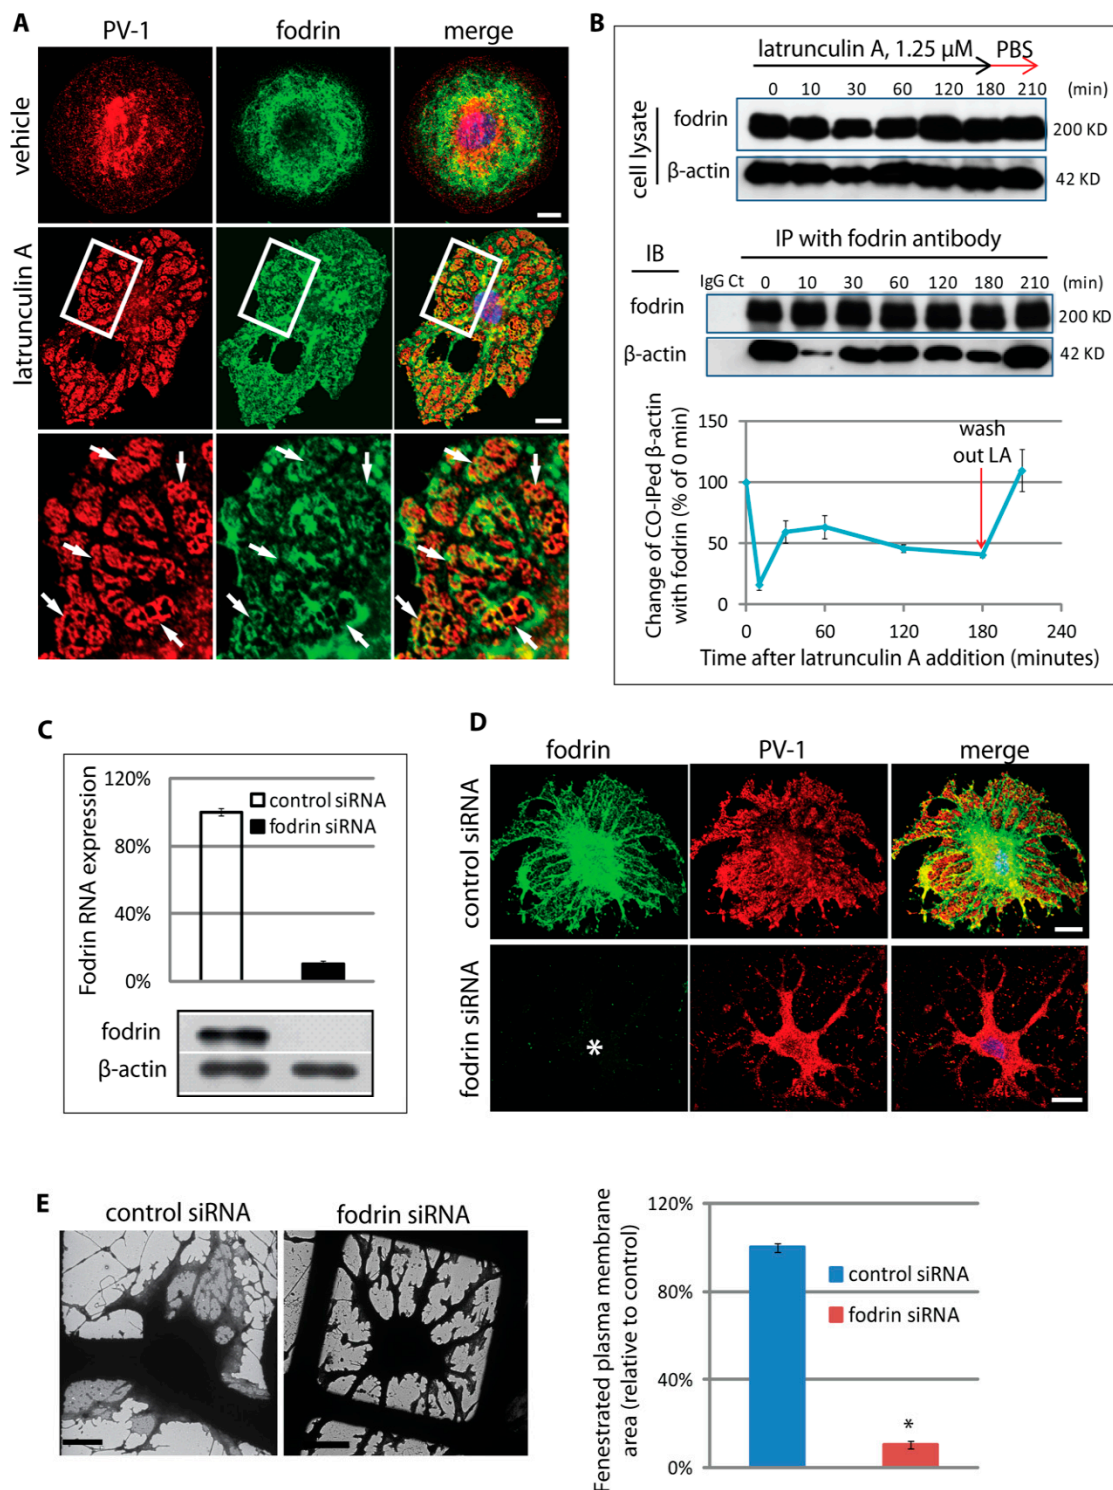 A
PV-1 fodrin merge
vehicle
latrunculin A
B
latrunculin A, 1.25 µM PBS
0 10 30 60 120 180 210 (min)
cell lysate
fodrin 200 KD
β-actin 42 KD
IB IP with fodrin antibody
IgG Ct 0 10 30 60 120 180 210 (min)
fodrin 200 KD
β-actin 42 KD
Change of CO-IPed β-actin
with fodrin (% of 0 min)
150
100
50
0
wash
out LA
0 60 120 180 240
Time after latrunculin A addition (minutes)
C
Fodrin RNA expression
120%
80%
40%
0%
control siRNA
fodrin siRNA
fodrin
β-actin
D
fodrin PV-1 merge
control siRNA
fodrin siRNA
*
E
control siRNA fodrin siRNA
Fenestrated plasma membrane
area (relative to control)
120%
80%
40%
0%
control siRNA
fodrin siRNA
*